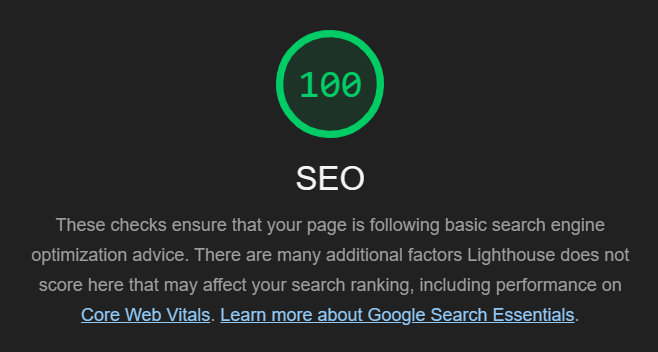 100
SEO
These checks ensure that your page is following basic search engine
optimization advice. There are many additional factors Lighthouse does not
score here that may affect your search ranking, including performance on
Core Web Vitals. Learn more about Google Search Essentials.